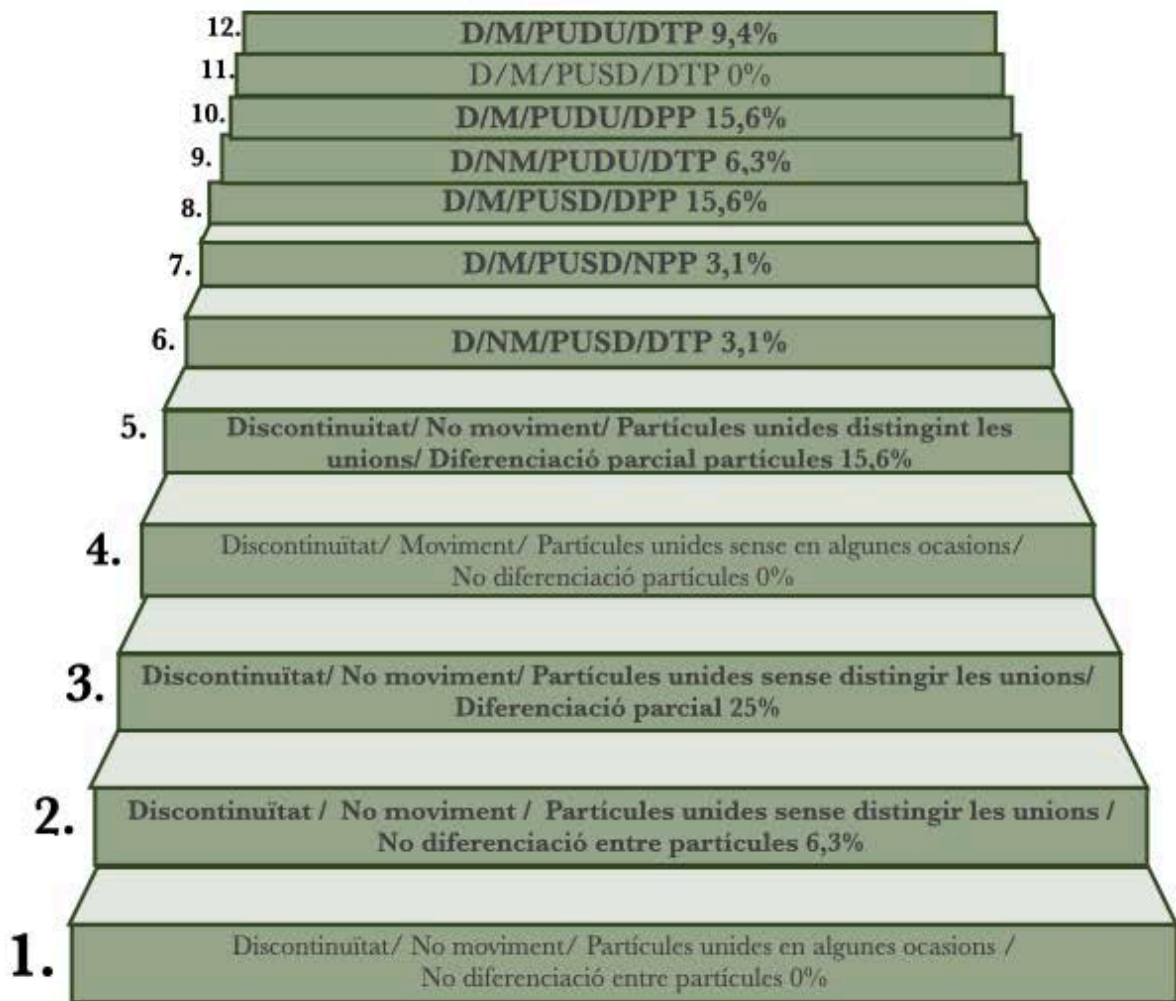 12. D/M/PUDU/DTP 9,4%
11. D/M/PUSD/DTP 0%
10. D/M/PUDU/DPP 15,6%
9. D/NM/PUDU/DTP 6,3%
8. D/M/PUSD/DPP 15,6%
7. D/M/PUSD/NPP 3,1%
6. D/NM/PUSD/DTP 3,1%
5. Discontinuitat/ No moviment/ Partícules unides distingint les
unions/ Diferenciació parcial partícules 15,6%
4. Discontinuïtat/ Moviment/ Partícules unides sense en algunes ocasions/
No diferenciació partícules 0%
3. Discontinuïtat/ No moviment/ Partícules unides sense distingir les unions/
Diferenciació parcial 25%
2. Discontinuïtat / No moviment / Partícules unides sense distingir les unions /
No diferenciació entre partícules 6,3%
1. Discontinuïtat/ No moviment/ Partícules unides en algunes ocasions /
No diferenciació entre partícules 0%